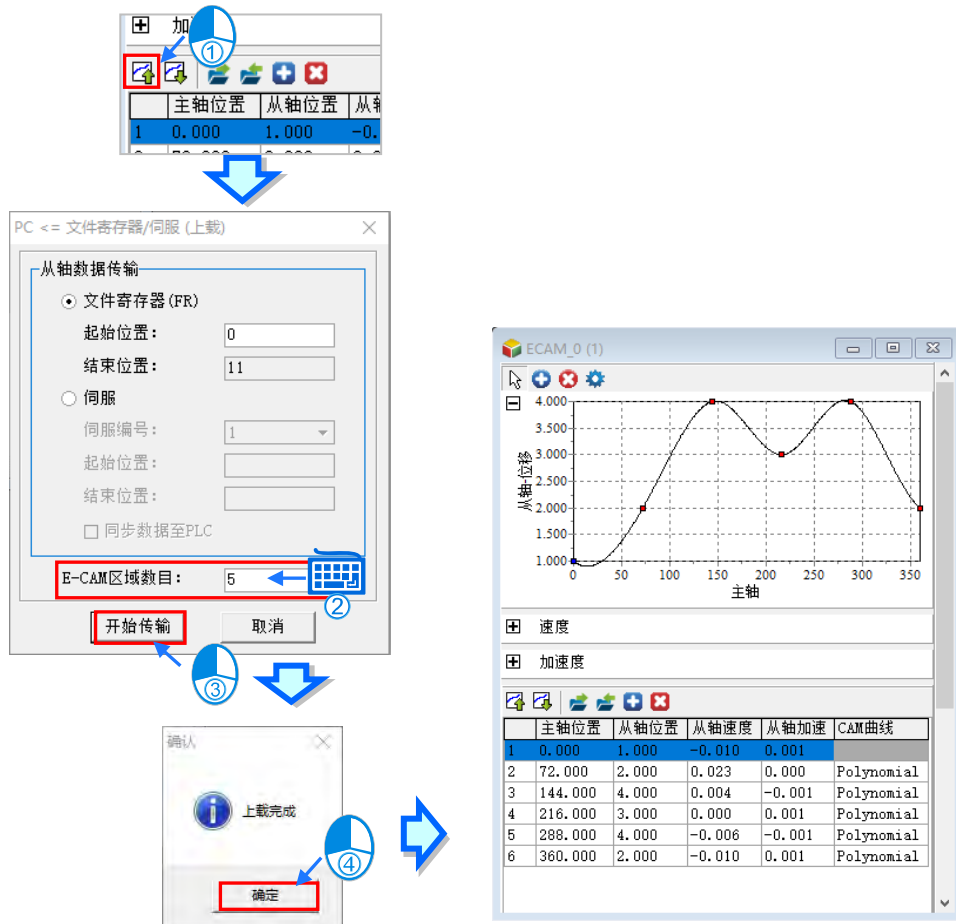 加
①
主轴位置 从轴位置 从轴
1 0.000 1.000 -0.
PC <= 文件寄存器/伺服 (上载)
从轴数据传输
文件寄存器(FR)
起始位置： 0
结束位置： 11
伺服
伺服编号： 1
起始位置：
结束位置：
同步数据至PLC
E-CAM区域数目： 5
②
开始传输 取消
③
确认
上载完成
④
确定
ECAM_0 (1)
4.000
3.500
3.000
2.500
2.000
1.500
1.000
从轴-位移
0 50 100 150 200 250 300 350
主轴
速度
加速度
主轴位置 从轴位置 从轴速度 从轴加速 CAM曲线
1 0.000 1.000 -0.010 0.001
2 72.000 2.000 0.023 0.000 Polynomial
3 144.000 4.000 0.004 -0.001 Polynomial
4 216.000 3.000 0.000 0.001 Polynomial
5 288.000 4.000 -0.006 -0.001 Polynomial
6 360.000 2.000 -0.010 0.001 Polynomial